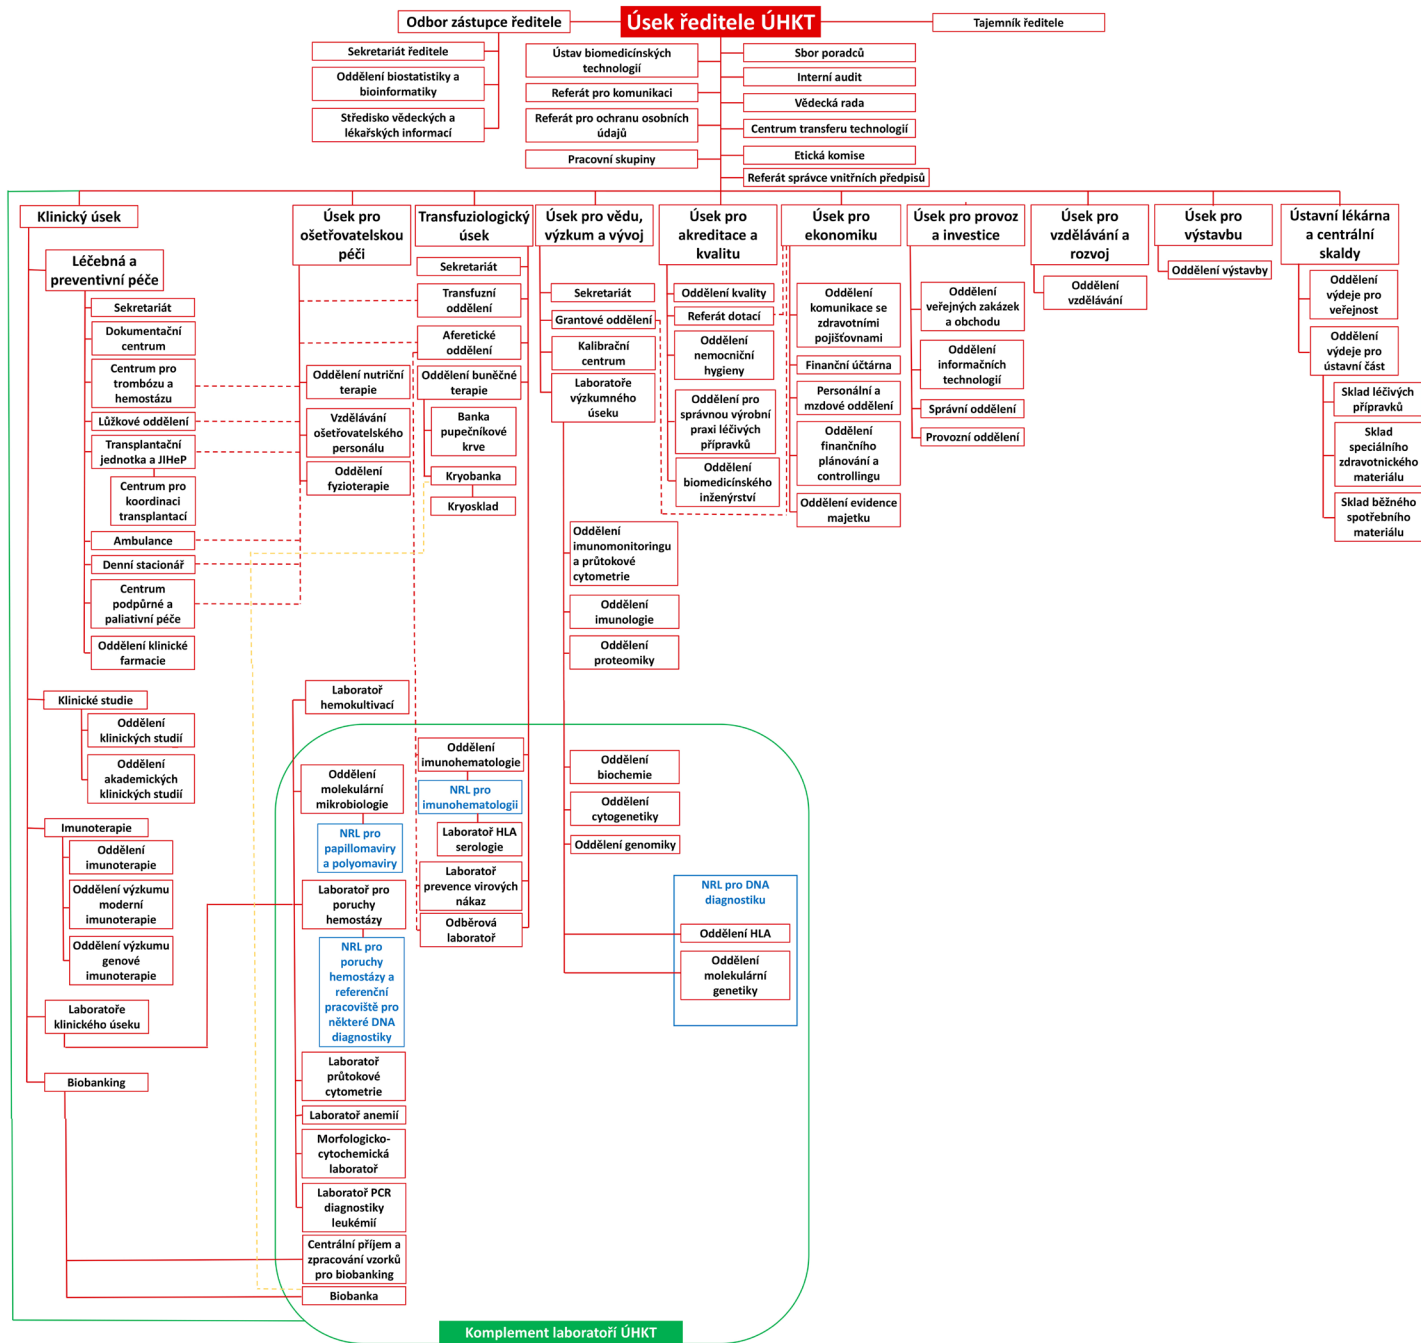 Odbor zástupce ředitele
Úsek ředitele ÚHKT
Tajemník ředitele
Sekretariát ředitele
Oddělení biostatistiky a
bioinformatiky
Středisko vědeckých a
lékařských informací
Ústav biomedicínských
technologií
Referát pro komunikaci
Referát pro ochranu osobních
údajů
Pracovní skupiny
Sbor poradců
Interní audit
Vědecká rada
Centrum transferu technologií
Etická komise
Referát správce vnitřních předpisů
Klinický úsek
Léčebná a
preventivní péče
Sekretariát
Dokumentační
centrum
Centrum pro
trombózu a
hemostázu
Lůžkové oddělení
Transplantační
jednotka a JIHeP
Centrum pro
koordinaci
transplantací
Ambulance
Denní stacionář
Centrum
podpůrné a
paliativní péče
Oddělení klinické
farmacie
Klinické studie
Oddělení
klinických studií
Oddělení
akademických
klinických studií
Imunoterapie
Oddělení
imunoterapie
Oddělení výzkumu
moderní
imunoterapie
Oddělení výzkumu
genové
imunoterapie
Laboratoře
klinického úseku
Biobanking
Úsek pro
ošetřovatelskou
péči
Oddělení nutriční
terapie
Vzdělávání
ošetřovatelského
personálu
Oddělení
fyzioterapie
Laboratoř
hemokultivací
Oddělení
molekulární
mikrobiologie
NRL pro
papillomaviry
a polyomaviry
Laboratoř pro
poruchy
hemostázy
NRL pro
poruchy
hemostázy a
referenční
pracoviště pro
některé DNA
diagnostiky
Laboratoř
průtokové
cytometrie
Laboratoř anemií
Morfologicko-
cytochemická
laboratoř
Laboratoř PCR
diagnostiky
leukémií
Centrální příjem a
zpracování vzorků
pro biobanking
Biobanka
Transfuziologický
úsek
Sekretariát
Transfuzní
oddělení
Aferetické
oddělení
Oddělení buněčné
terapie
Banka
pupečníkové
krve
Kryobanka
Kryosklad
Oddělení
imunohematologie
NRL pro
imunohematologii
Laboratoř HLA
serologie
Laboratoř
prevence virových
nákaz
Odběrová
laboratoř
Úsek pro vědu,
výzkum a vývoj
Sekretariát
Grantové oddělení
Kalibrační
centrum
Laboratoře
výzkumného
úseku
Oddělení
imunomonitoringu
a průtokové
cytometrie
Oddělení
imunologie
Oddělení
proteomiky
Oddělení
biochemie
Oddělení
cytogenetiky
Oddělení genomiky
NRL pro DNA
diagnostiku
Oddělení HLA
Oddělení
molekulární
genetiky
Úsek pro
akreditace a
kvalitu
Oddělení kvality
Referát dotací
Oddělení
nemocniční
hygieny
Oddělení pro
správnou výrobní
praxi léčivých
přípravků
Oddělení
biomedicínského
inženýrství
Úsek pro
ekonomiku
Oddělení
komunikace se
zdravotními
pojišťovnami
Finanční účtárna
Personální a
mzdové oddělení
Oddělení
finančního
plánování a
controllingu
Oddělení evidence
majetku
Úsek pro provoz
a investice
Oddělení
veřejných zakázek
a obchodu
Oddělení
informačních
technologií
Správní oddělení
Provozní oddělení
Úsek pro
vzdělávání a
rozvoj
Oddělení
vzdělávání
Úsek pro
výstavbu
Oddělení výstavby
Ústavní lékárna
a centrální
skaldy
Oddělení
výdeje pro
veřejnost
Oddělení
výdeje pro
ústavní část
Sklad léčivých
přípravků
Sklad
speciálního
zdravotnického
materiálu
Sklad běžného
spotřebního
materiálu
Komplement laboratoří ÚHKT